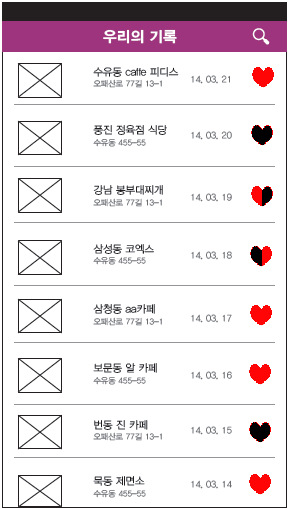 우리의 기록
수유동 caffe 피디스
오패산로 77길 13-1
14. 03. 21
풍진 정육점 식당
수유동 455-55
14. 03. 20
강남 붕부대찌개
오패산로 77길 13-1
14. 03. 19
삼성동 코엑스
수유동 455-55
14. 03. 18
삼청동 aa카페
오패산로 77길 13-1
14. 03. 17
보문동 알 카페
수유동 455-55
14. 03. 16
번동 진 카페
오패산로 77길 13-1
14. 03. 15
묵동 제면소
수유동 455-55
14. 03. 14